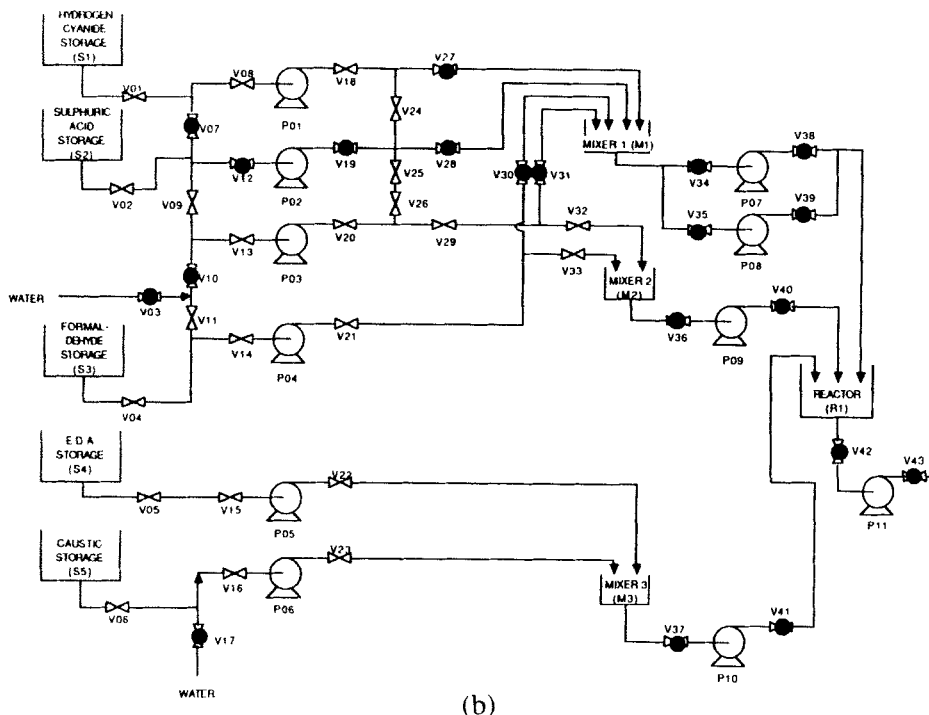 HYDROGEN
CYANIDE
STORAGE
(S1)
V01
V08
P01
V18
V27
V24
SULPHURIC
ACID
STORAGE
(S2)
V07
V02
V12
V09
P02
V19
V28
V25
V26
MIXER 1 (M1)
V38
V34
P07
V39
V35
P08
V30
V31
V13
P03
V20
V29
V32
V33
V10
WATER
V03
V11
MIXER 2
(M2)
V40
V36
P09
FORMAL-
DEHYDE
STORAGE
(S3)
V04
V14
P04
V21
REACTOR
(R1)
V42
V43
P11
E D A
STORAGE
(S4)
V05
V15
P05
V22
CAUSTIC
STORAGE
(S5)
V06
V16
P06
V23
V17
WATER
MIXER 3
(M3)
V37
P10
V41
(b)